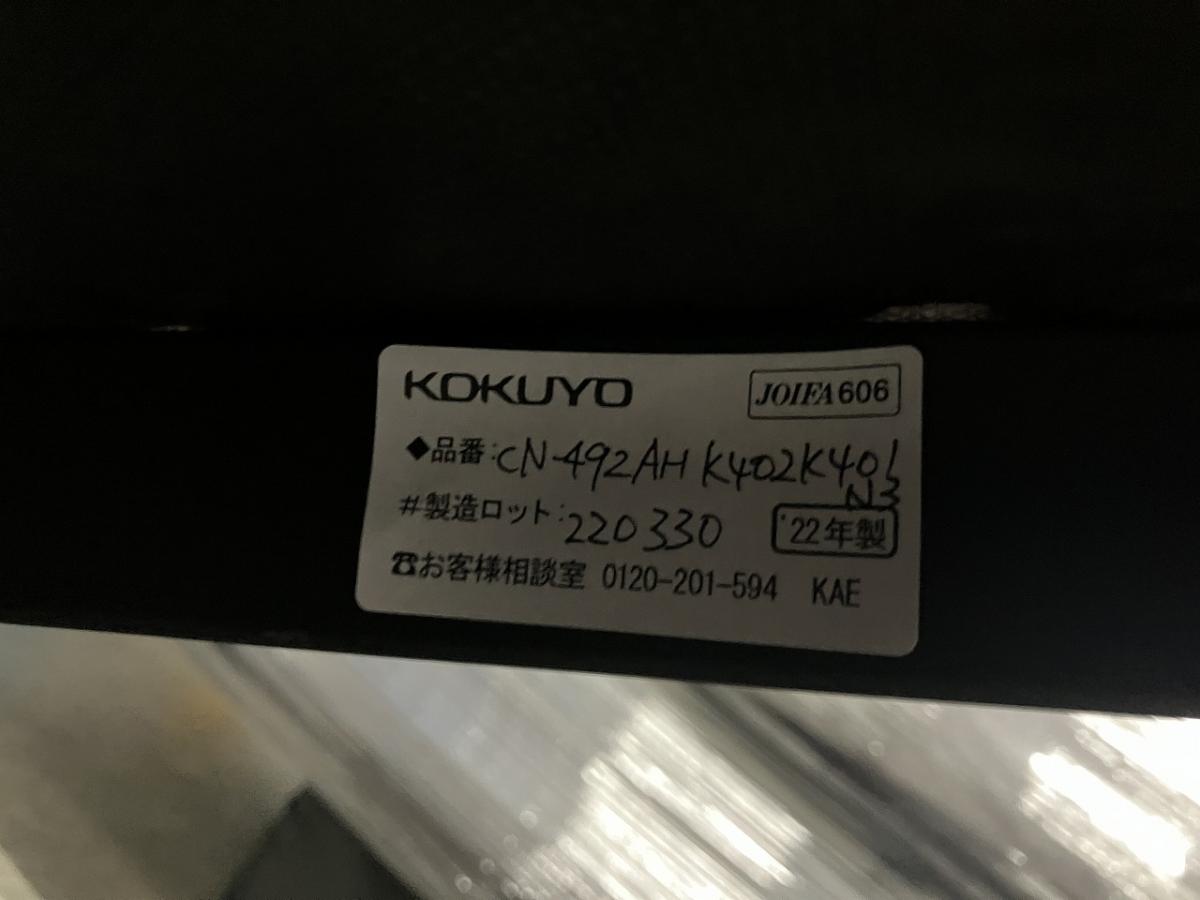 KOKUYO
JOIFA606
◆品番:CN-492AH K402K401
N3
#製造ロット:220330
'22年製
☎お客様相談室 0120-201-594 KAE